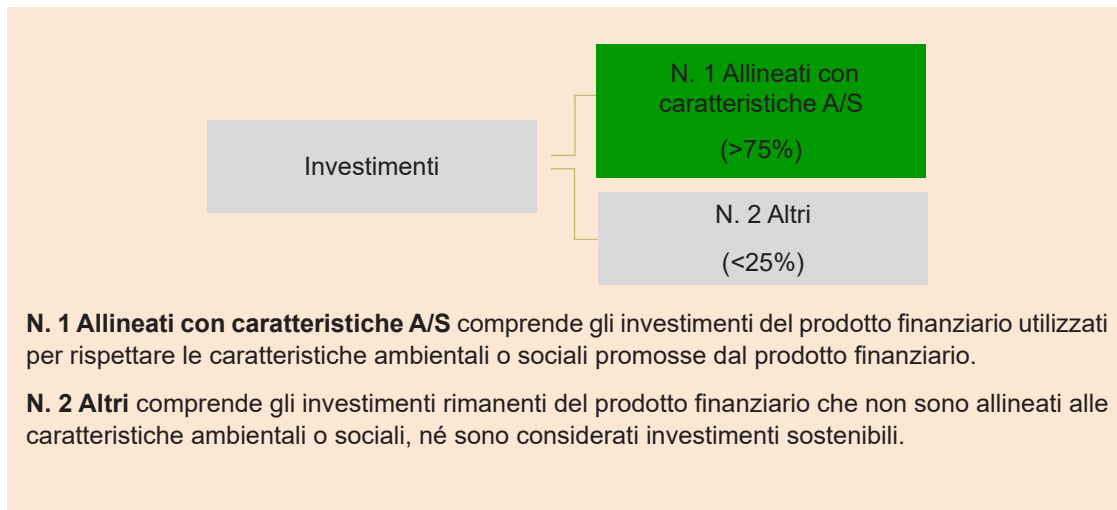 N. 1 Allineati con
caratteristiche A/S
(>75%)
Investimenti
N. 2 Altri
(<25%)
N. 1 Allineati con caratteristiche A/S comprende gli investimenti del prodotto finanziario utilizzati
per rispettare le caratteristiche ambientali o sociali promosse dal prodotto finanziario.
N. 2 Altri comprende gli investimenti rimanenti del prodotto finanziario che non sono allineati alle
caratteristiche ambientali o sociali, né sono considerati investimenti sostenibili.